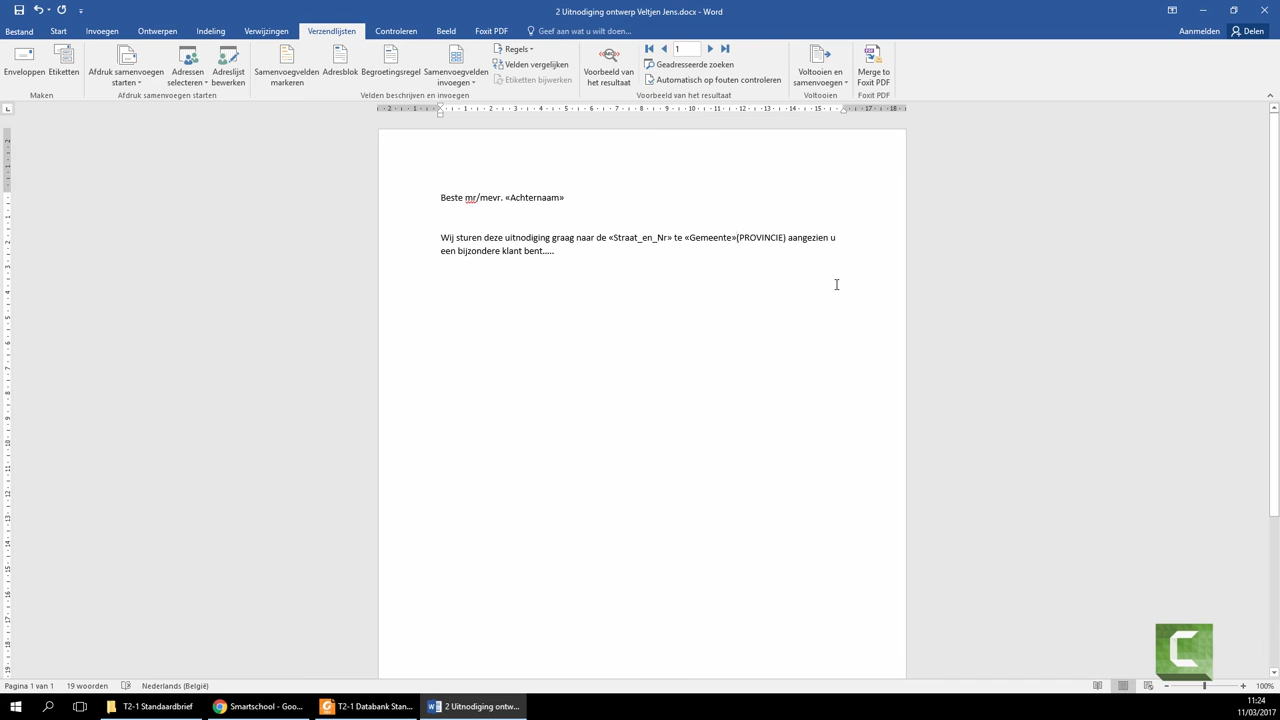 2 Uitnodiging ontwerp Veltjen Jens.docx - Word
Bestand Start Invoegen Ontwerpen Indeling Verwijzingen Verzendlijsten Controleren Beeld Foxit PDF Geef aan wat u wilt doen... Aanmelden Delen
Enveloppen Etiketten
Maken
Afdruk samenvoegen starten Adressen selecteren Adreslijst bewerken
Afdruk samenvoegen starten
Samenvoegvelden markeren Adresblok Begroetingsregel Samenvoegvelden invoegen
Regels
Velden vergelijken
Etiketten bijwerken
Velden beschrijven en invoegen
Voorbeeld van het resultaat
1
Geadresseerde zoeken
Automatisch op fouten controleren
Voorbeeld van het resultaat
Voltooien en samenvoegen
Voltooien
Merge to Foxit PDF
Foxit PDF
Beste mr/mevr. «Achternaam»
Wij sturen deze uitnodiging graag naar de «Straat_en_Nr» te «Gemeente»(PROVINCIE) aangezien u
een bijzondere klant bent…..
Pagina 1 van 1 19 woorden Nederlands (België) 100%
T2-1 Standaardbrief Smartschool - Goo... T2-1 Databank Stan... 2 Uitnodiging ontw...
11:24
11/03/2017